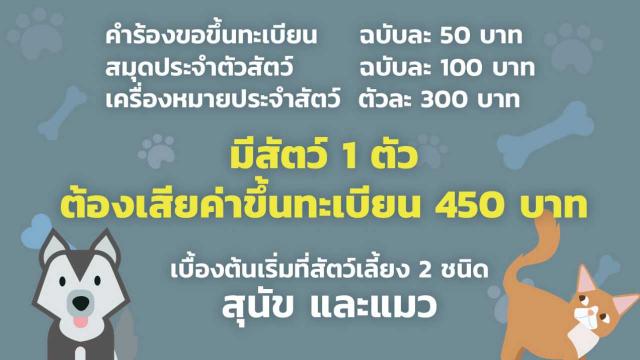 คำร้องขอขึ้นทะเบียน ฉบับละ 50 บาท
สมุดประจำตัวสัตว์ ฉบับละ 100 บาท
เครื่องหมายประจำสัตว์ ตัวละ 300 บาท
มีสัตว์ 1 ตัว
ต้องเสียค่าขึ้นทะเบียน 450 บาท
เบื้องต้นเริ่มที่สัตว์เลี้ยง 2 ชนิด
สุนัข และแมว